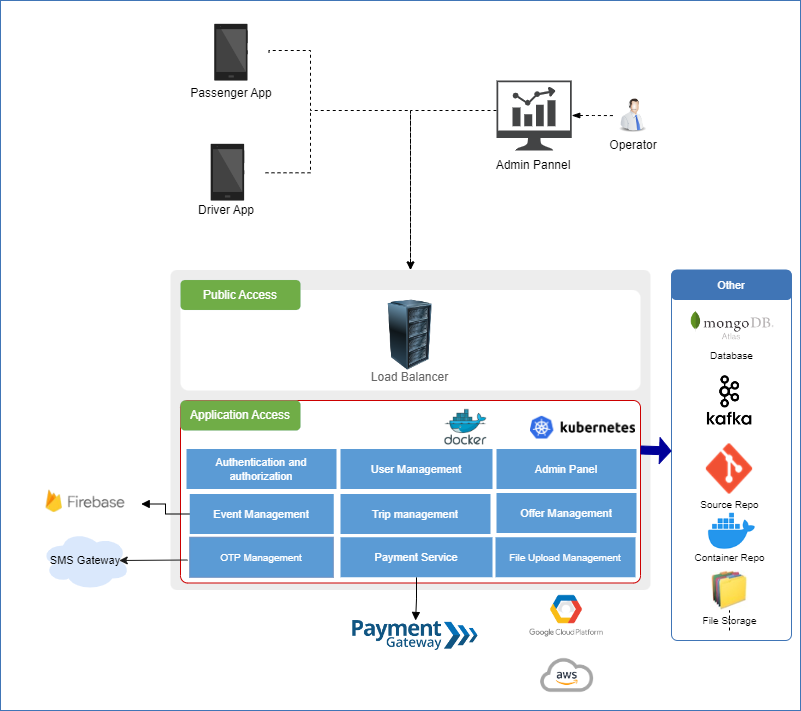 Passenger App
Driver App
Admin Pannel
Operator
Public Access
Load Balancer
Application Access
docker
kubernetes
Authentication and
authorization
User Management
Admin Panel
Event Management
Trip management
Offer Management
OTP Management
Payment Service
File Upload Management
Firebase
SMS Gateway
Payment
Gateway
Google Cloud Platform
aws
Other
mongoDB.
Atlas
Database
kafka
Source Repo
Container Repo
File Storage